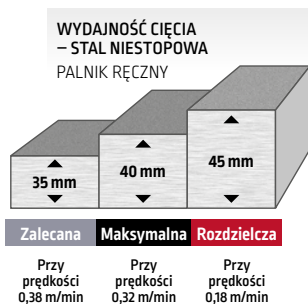 WYDAJNOŚĆ CIĘCIA
– STAL NIESTOPOWA
PALNIK RĘCZNY
35 mm
40 mm
45 mm
Zalecana
Maksymalna
Rozdzielcza
Przy
prędkości
0,38 m/min
Przy
prędkości
0,32 m/min
Przy
prędkości
0,18 m/min